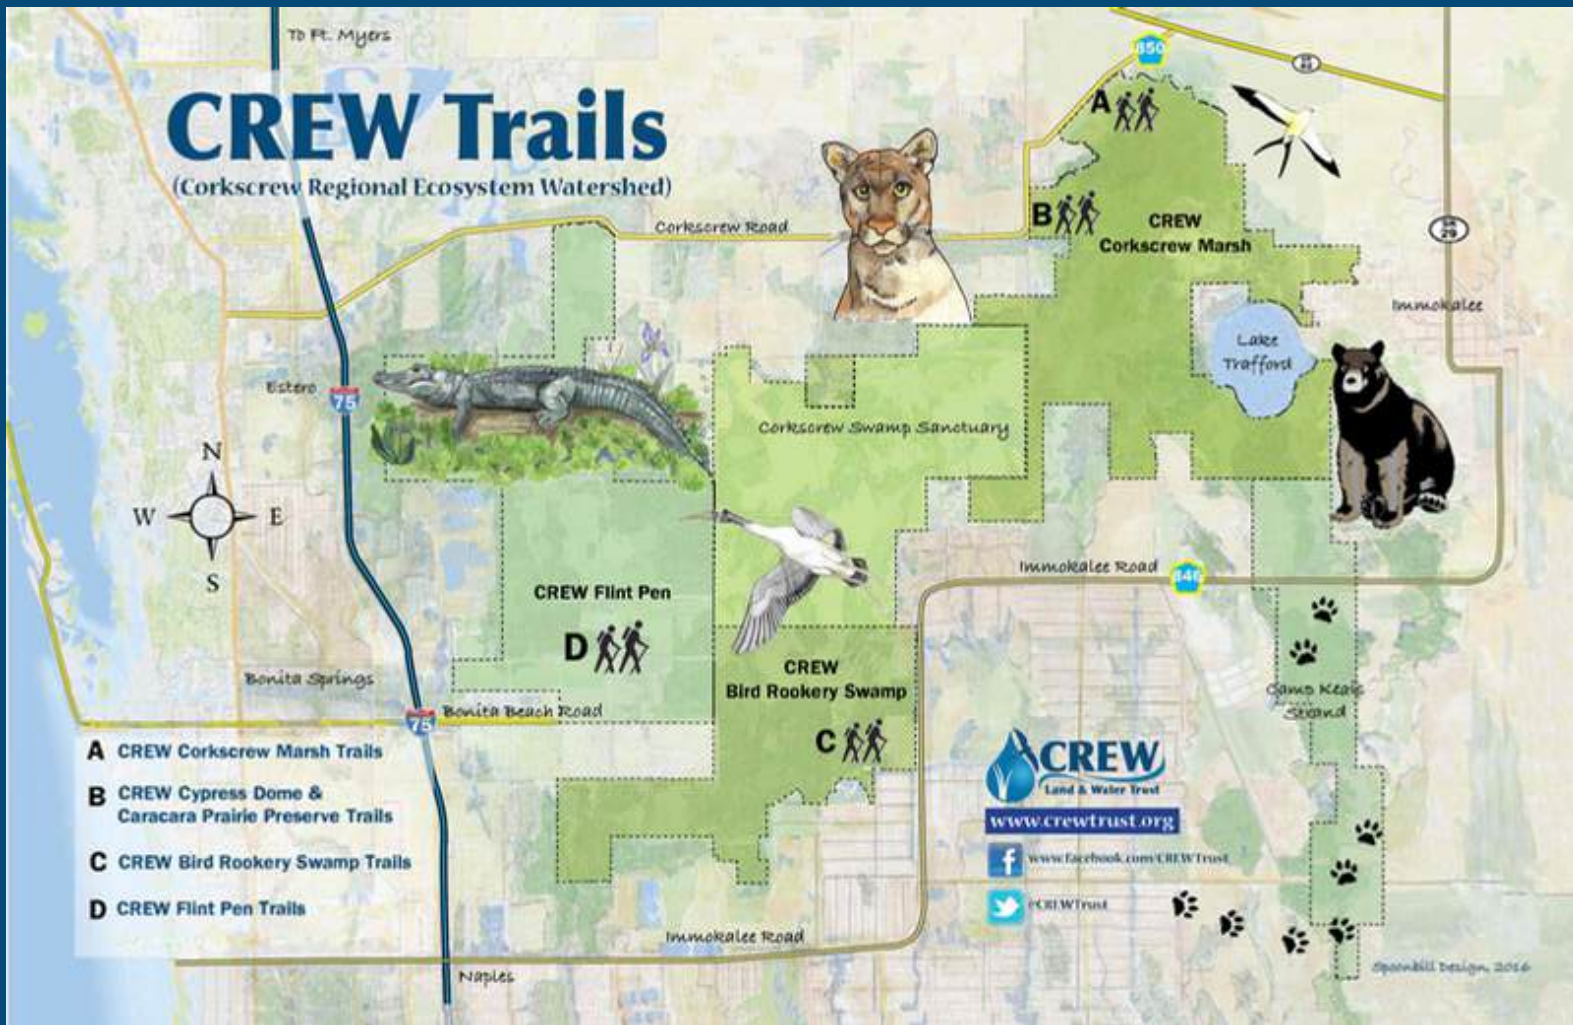 To Ft. Myers
CREW Trails
(Corkscrew Regional Ecosystem Watershed)
850
A
Corkscrew Road
B
CREW
Corkscrew Marsh
29
Immokalee
Lake
Trafford
Estero
75
Corkscrew Swamp Sanctuary
N
W
E
S
Immokalee Road
846
CREW Flint Pen
D
CREW
Bird Rookery Swamp
Bonita Springs
Camp Keais
Strand
Bonita Beach Road
75
C
A CREW Corkscrew Marsh Trails
B CREW Cypress Dome &
Caracara Prairie Preserve Trails
C CREW Bird Rookery Swamp Trails
D CREW Flint Pen Trails
CREW
Land & Water Trust
www.crewtrust.org
f www.facebook.com/CREWTrust
@CREWTrust
Immokalee Road
Naples
Spoonbill Design, 2016